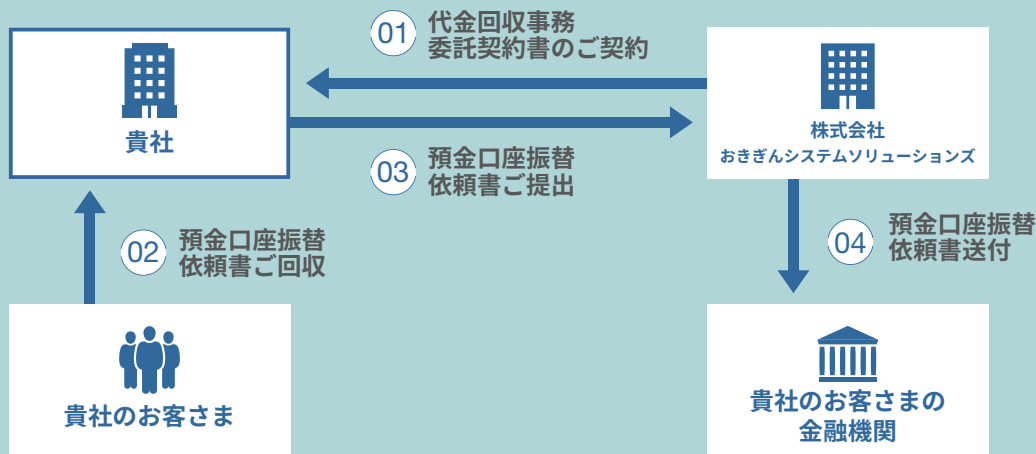 01
代金回収事務
委託契約書のご契約
貴社
株式会社
おきぎんシステムソリューションズ
03
預金口座振替
依頼書ご提出
02
預金口座振替
依頼書ご回収
04
預金口座振替
依頼書送付
貴社のお客さま
貴社のお客さまの
金融機関